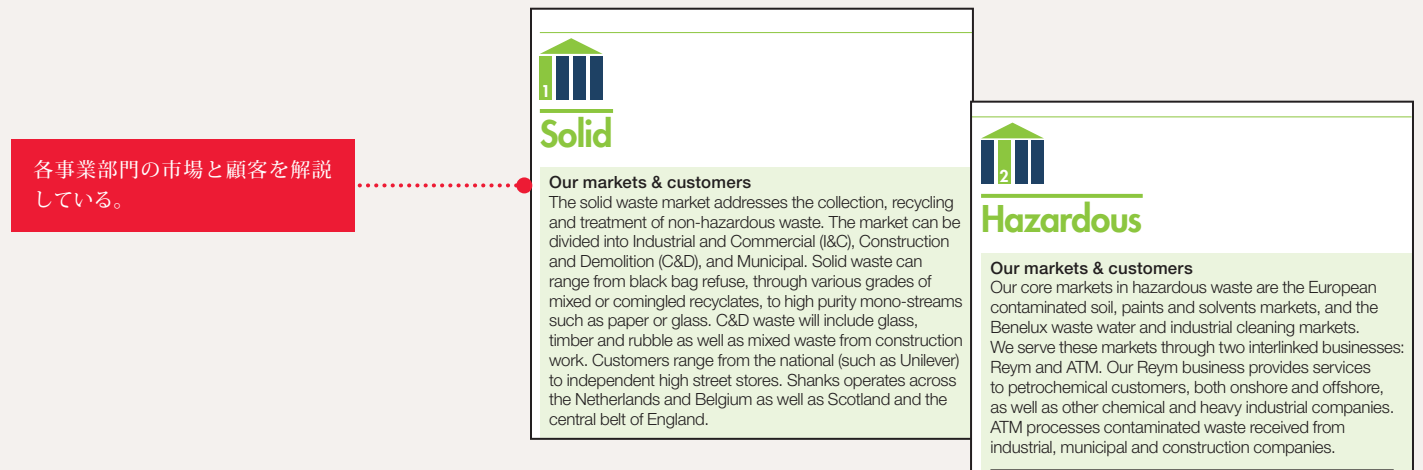 各事業部門の市場と顧客を解説
している。
1
Solid
Our markets & customers
The solid waste market addresses the collection, recycling
and treatment of non-hazardous waste. The market can be
divided into Industrial and Commercial (I&C), Construction
and Demolition (C&D), and Municipal. Solid waste can
range from black bag refuse, through various grades of
mixed or comingled recyclates, to high purity mono-streams
such as paper or glass. C&D waste will include glass,
timber and rubble as well as mixed waste from construction
work. Customers range from the national (such as Unilever)
to independent high street stores. Shanks operates across
the Netherlands and Belgium as well as Scotland and the
central belt of England.
2
Hazardous
Our markets & customers
Our core markets in hazardous waste are the European
contaminated soil, paints and solvents markets, and the
Benelux waste water and industrial cleaning markets.
We serve these markets through two interlinked businesses:
Reym and ATM. Our Reym business provides services
to petrochemical customers, both onshore and offshore,
as well as other chemical and heavy industrial companies.
ATM processes contaminated waste received from
industrial, municipal and construction companies.